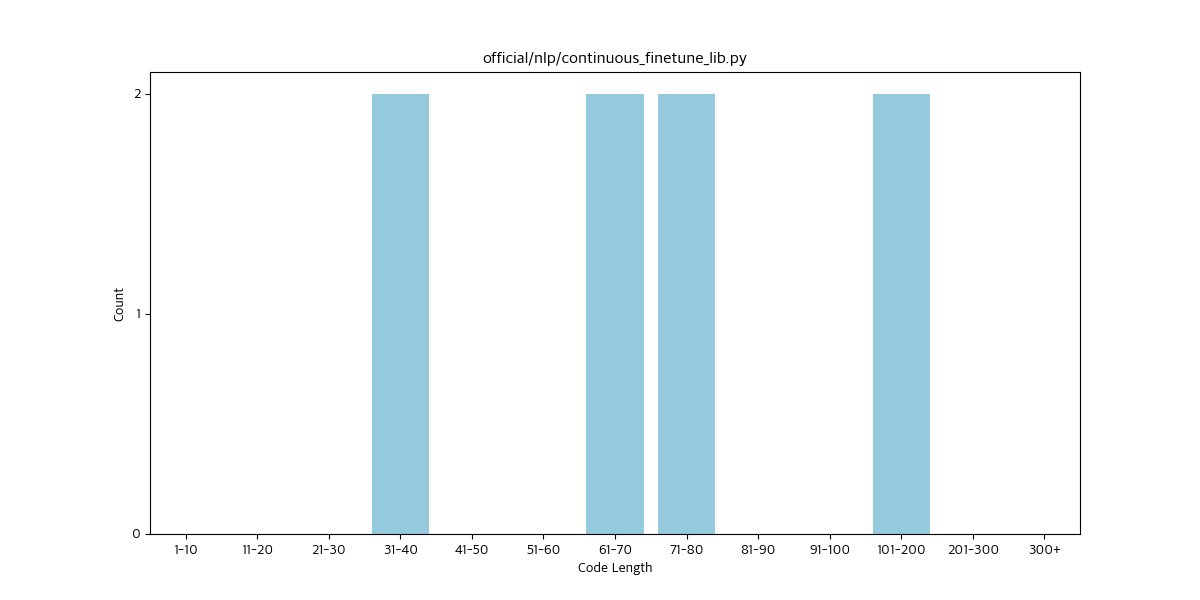 official/nlp/continuous_finetune_lib.py
Count
2
1
0
1-10 11-20 21-30 31-40 41-50 51-60 61-70 71-80 81-90 91-100 101-200 201-300 300+
Code Length